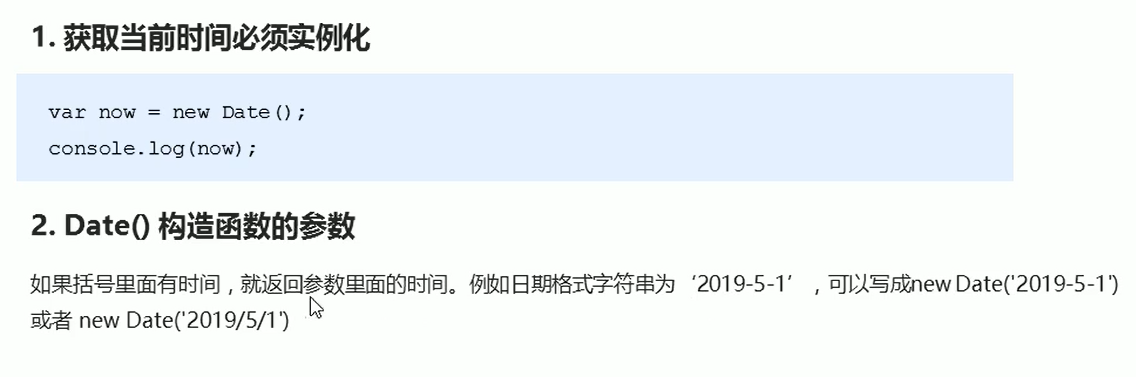 1. 获取当前时间必须实例化
var now = new Date();
console.log(now);
2. Date() 构造函数的参数
如果括号里面有时间，就返回参数里面的时间。例如日期格式字符串为‘2019-5-1’，可以写成new Date('2019-5-1')
或者 new Date('2019/5/1')